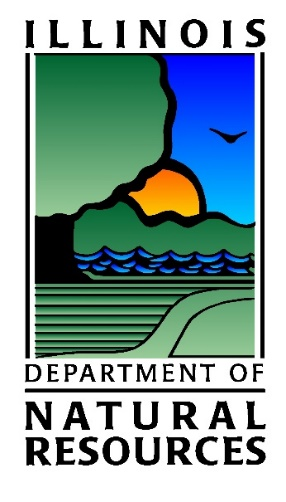 ILLINOIS
DEPARTMENT OF
NATURAL
RESOURCES